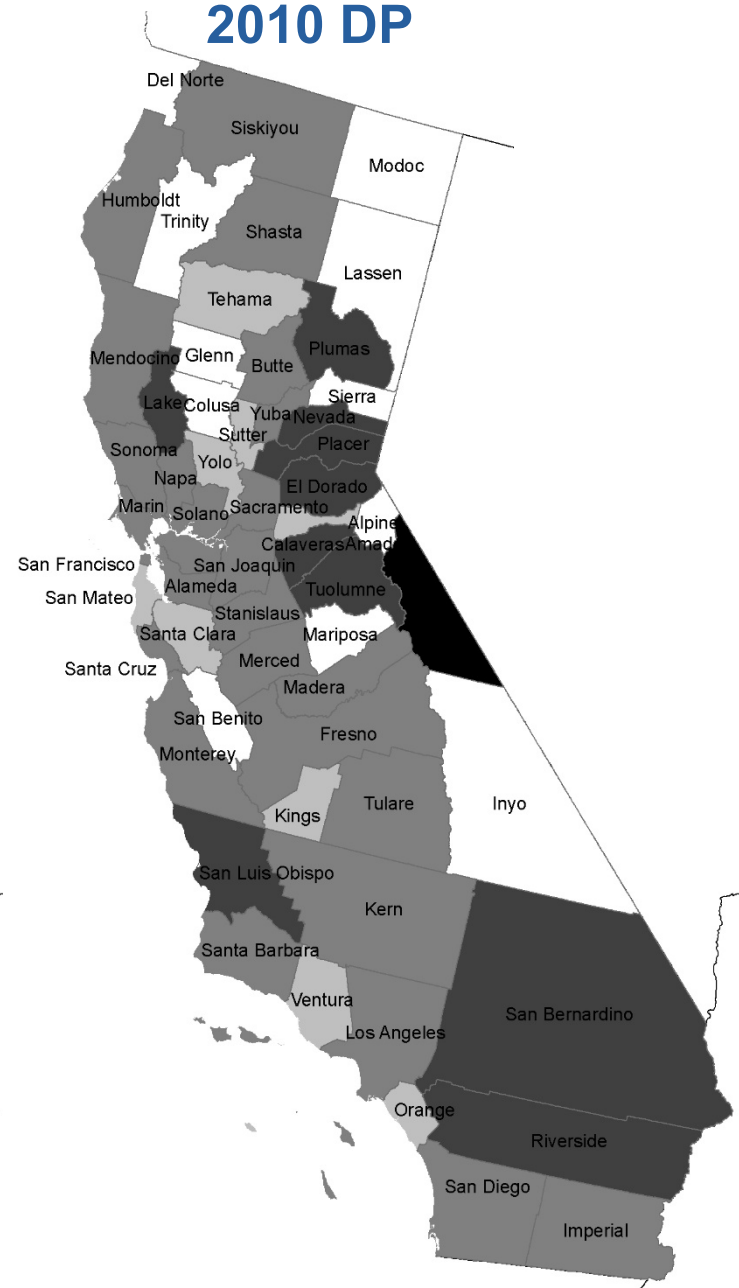 2010 DP
Del Norte
Siskiyou
Modoc
Humboldt
Trinity
Shasta
Lassen
Tehama
Plumas
Mendocino
Glenn
Butte
Sierra
Lake
Colusa
Yuba
Nevada
Sutter
Placer
Sonoma
Yolo
Napa
El Dorado
Marin
Solano
Sacramento
Alpine
Calaveras
Amad
San Francisco
San Joaquin
Alameda
Tuolumne
San Mateo
Stanislaus
Santa Clara
Mariposa
Merced
Santa Cruz
Madera
San Benito
Fresno
Monterey
Tulare
Inyo
Kings
San Luis Obispo
Kern
Santa Barbara
Ventura
San Bernardino
Los Angeles
Orange
Riverside
San Diego
Imperial